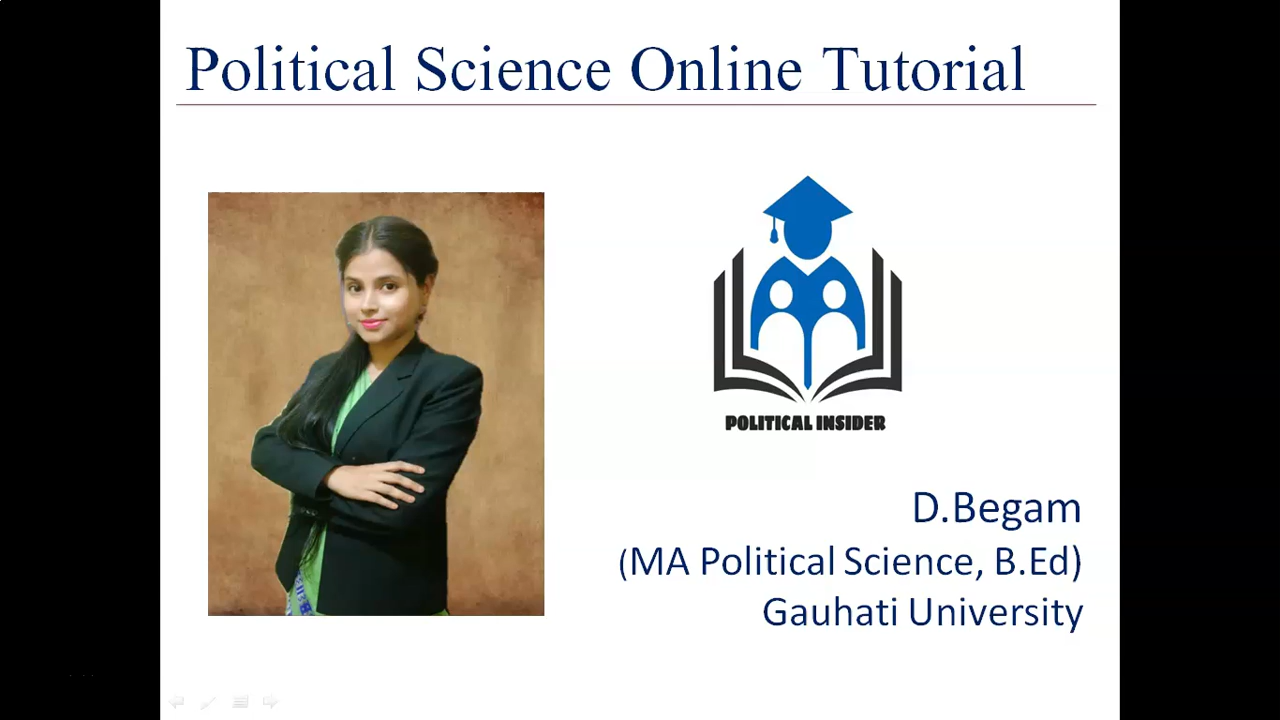 Political Science Online Tutorial
POLITICAL INSIDER
D.Begam
(MA Political Science, B.Ed)
Gauhati University